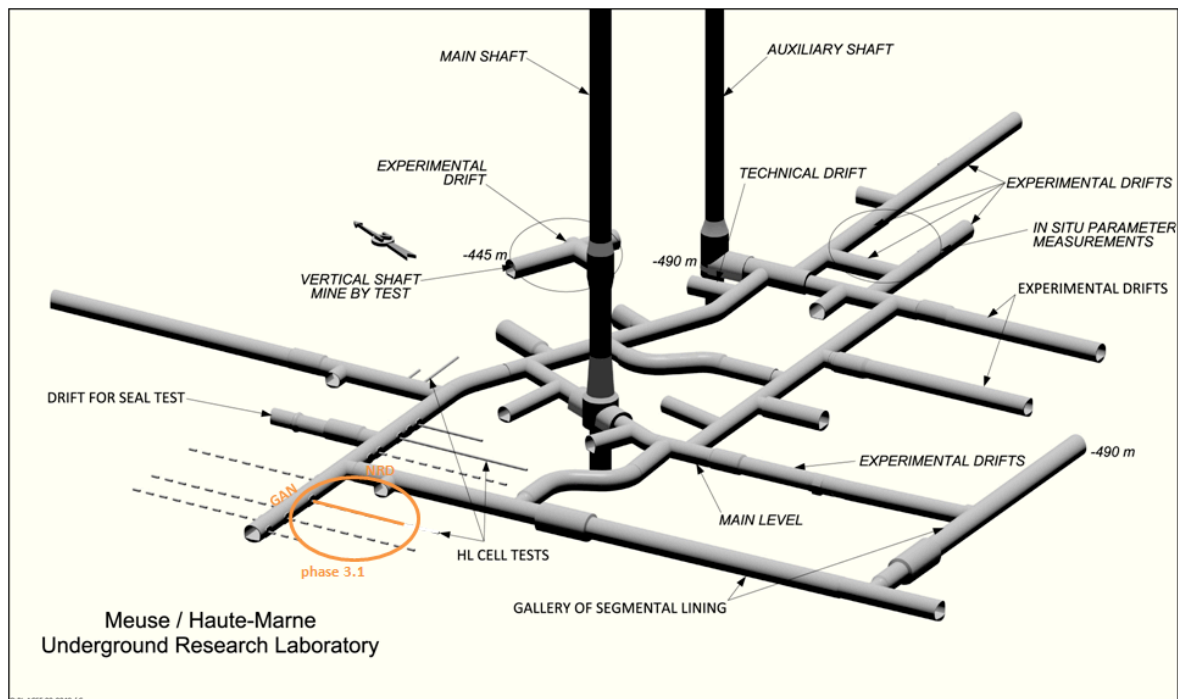 MAIN SHAFT
AUXILIARY SHAFT
EXPERIMENTAL
DRIFT
TECHNICAL DRIFT
EXPERIMENTAL DRIFTS
IN SITU PARAMETER
MEASUREMENTS
-445 m
-490 m
VERTICAL SHAFT
MINE BY TEST
EXPERIMENTAL DRIFTS
DRIFT FOR SEAL TEST
-490 m
EXPERIMENTAL DRIFTS
NRD
GAN
MAIN LEVEL
HL CELL TESTS
phase 3.1
GALLERY OF SEGMENTAL LINING
Meuse / Haute-Marne
Underground Research Laboratory